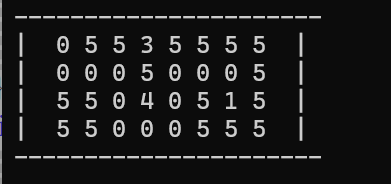 ----------------------
|  0 5 5 3 5 5 5 5  |
|  0 0 0 5 0 0 0 5  |
|  5 5 0 4 0 5 1 5  |
|  5 5 0 0 0 5 5 5  |
----------------------